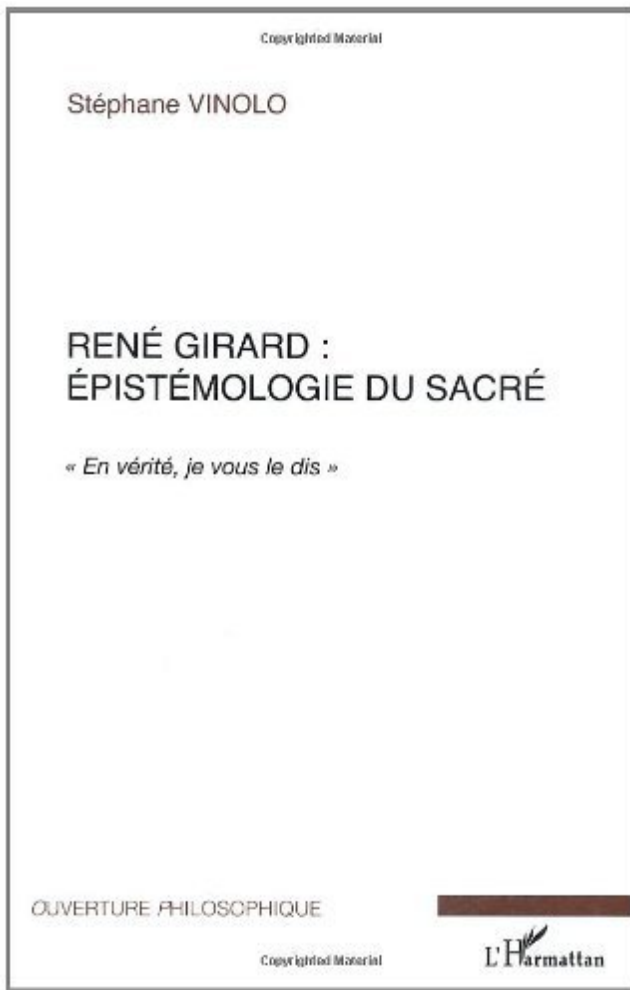 Copyrighted Material
Stéphane VINOLO
RENÉ GIRARD :
ÉPISTÉMOLOGIE DU SACRÉ
« En vérité, je vous le dis »
OUVERTURE PHILOSOPHIQUE
L'Harmattan
Copyrighted Material